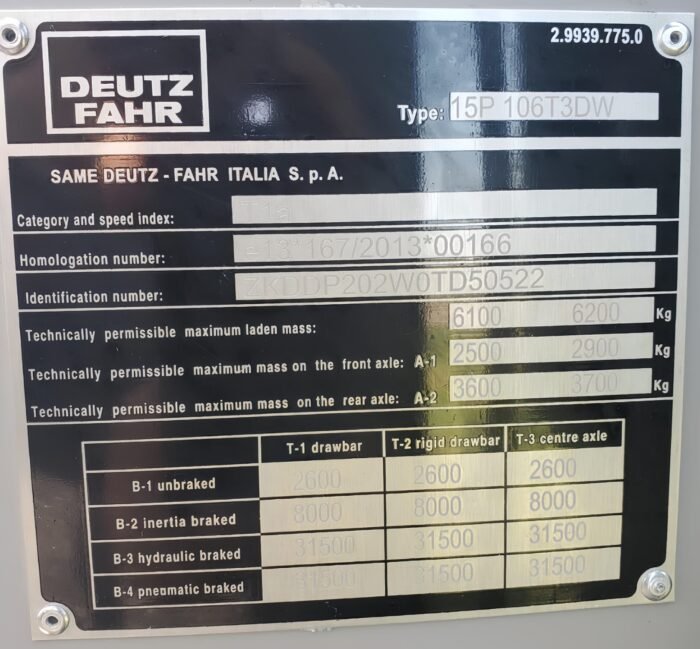 2.9939.775.0
DEUTZ
FAHR
Type: 15P 106T3DW
SAME DEUTZ - FAHR ITALIA S. p. A.
Category and speed index: T1a
Homologation number: e13*167/2013*00166
Identification number: ZKDDP202W0TD50522
Technically permissible maximum laden mass: 6100 6200 Kg
Technically permissible maximum mass on the front axle: A-1 2500 2900 Kg
Technically permissible maximum mass on the rear axle: A-2 3600 3700 Kg
T-1 drawbar T-2 rigid drawbar T-3 centre axle
B-1 unbraked 2600 2600 2600
B-2 inertia braked 8000 8000 8000
B-3 hydraulic braked 31500 31500 31500
B-4 pneumatic braked 31500 31500 31500